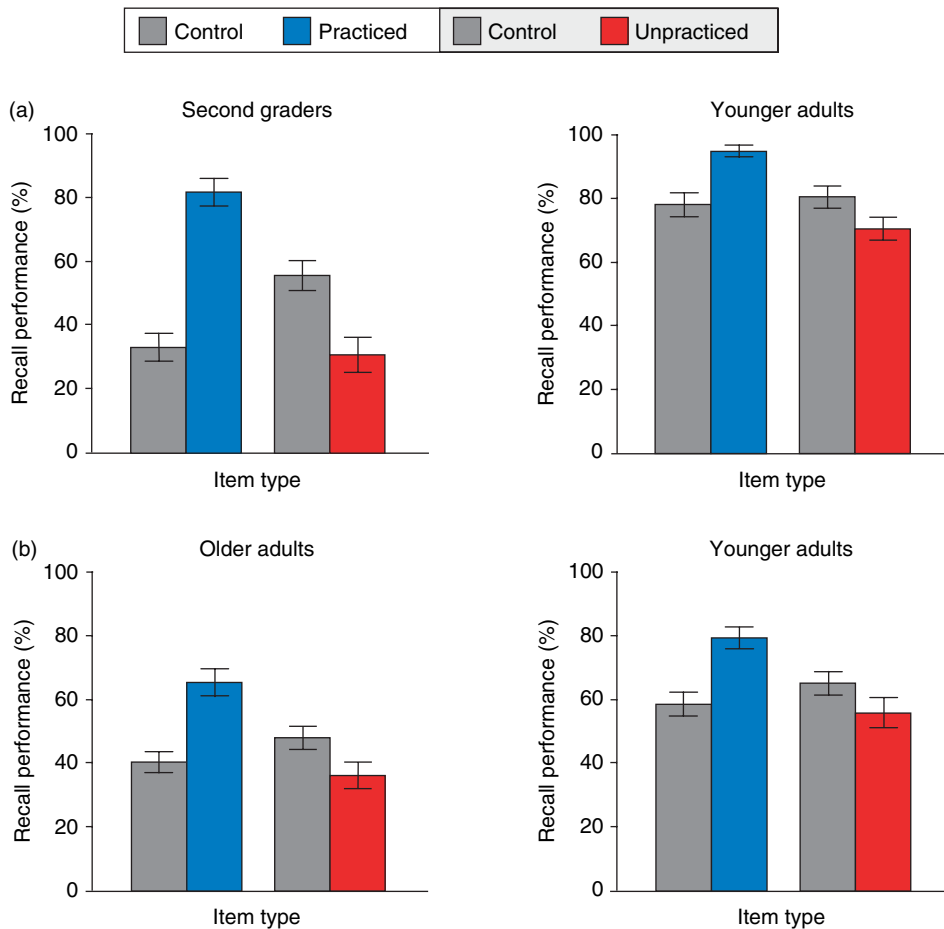 Control Practiced Control Unpracticed
(a)
Second graders
100
80
60
40
20
0
Recall performance (%)
Item type
Younger adults
100
80
60
40
20
0
Recall performance (%)
Item type
(b)
Older adults
100
80
60
40
20
0
Recall performance (%)
Item type
Younger adults
100
80
60
40
20
0
Recall performance (%)
Item type